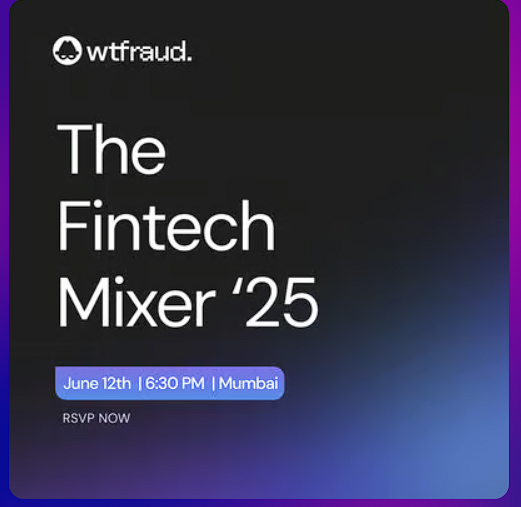 wtfraud.
The
Fintech
Mixer ‘25
June 12th | 6:30 PM | Mumbai
RSVP NOW